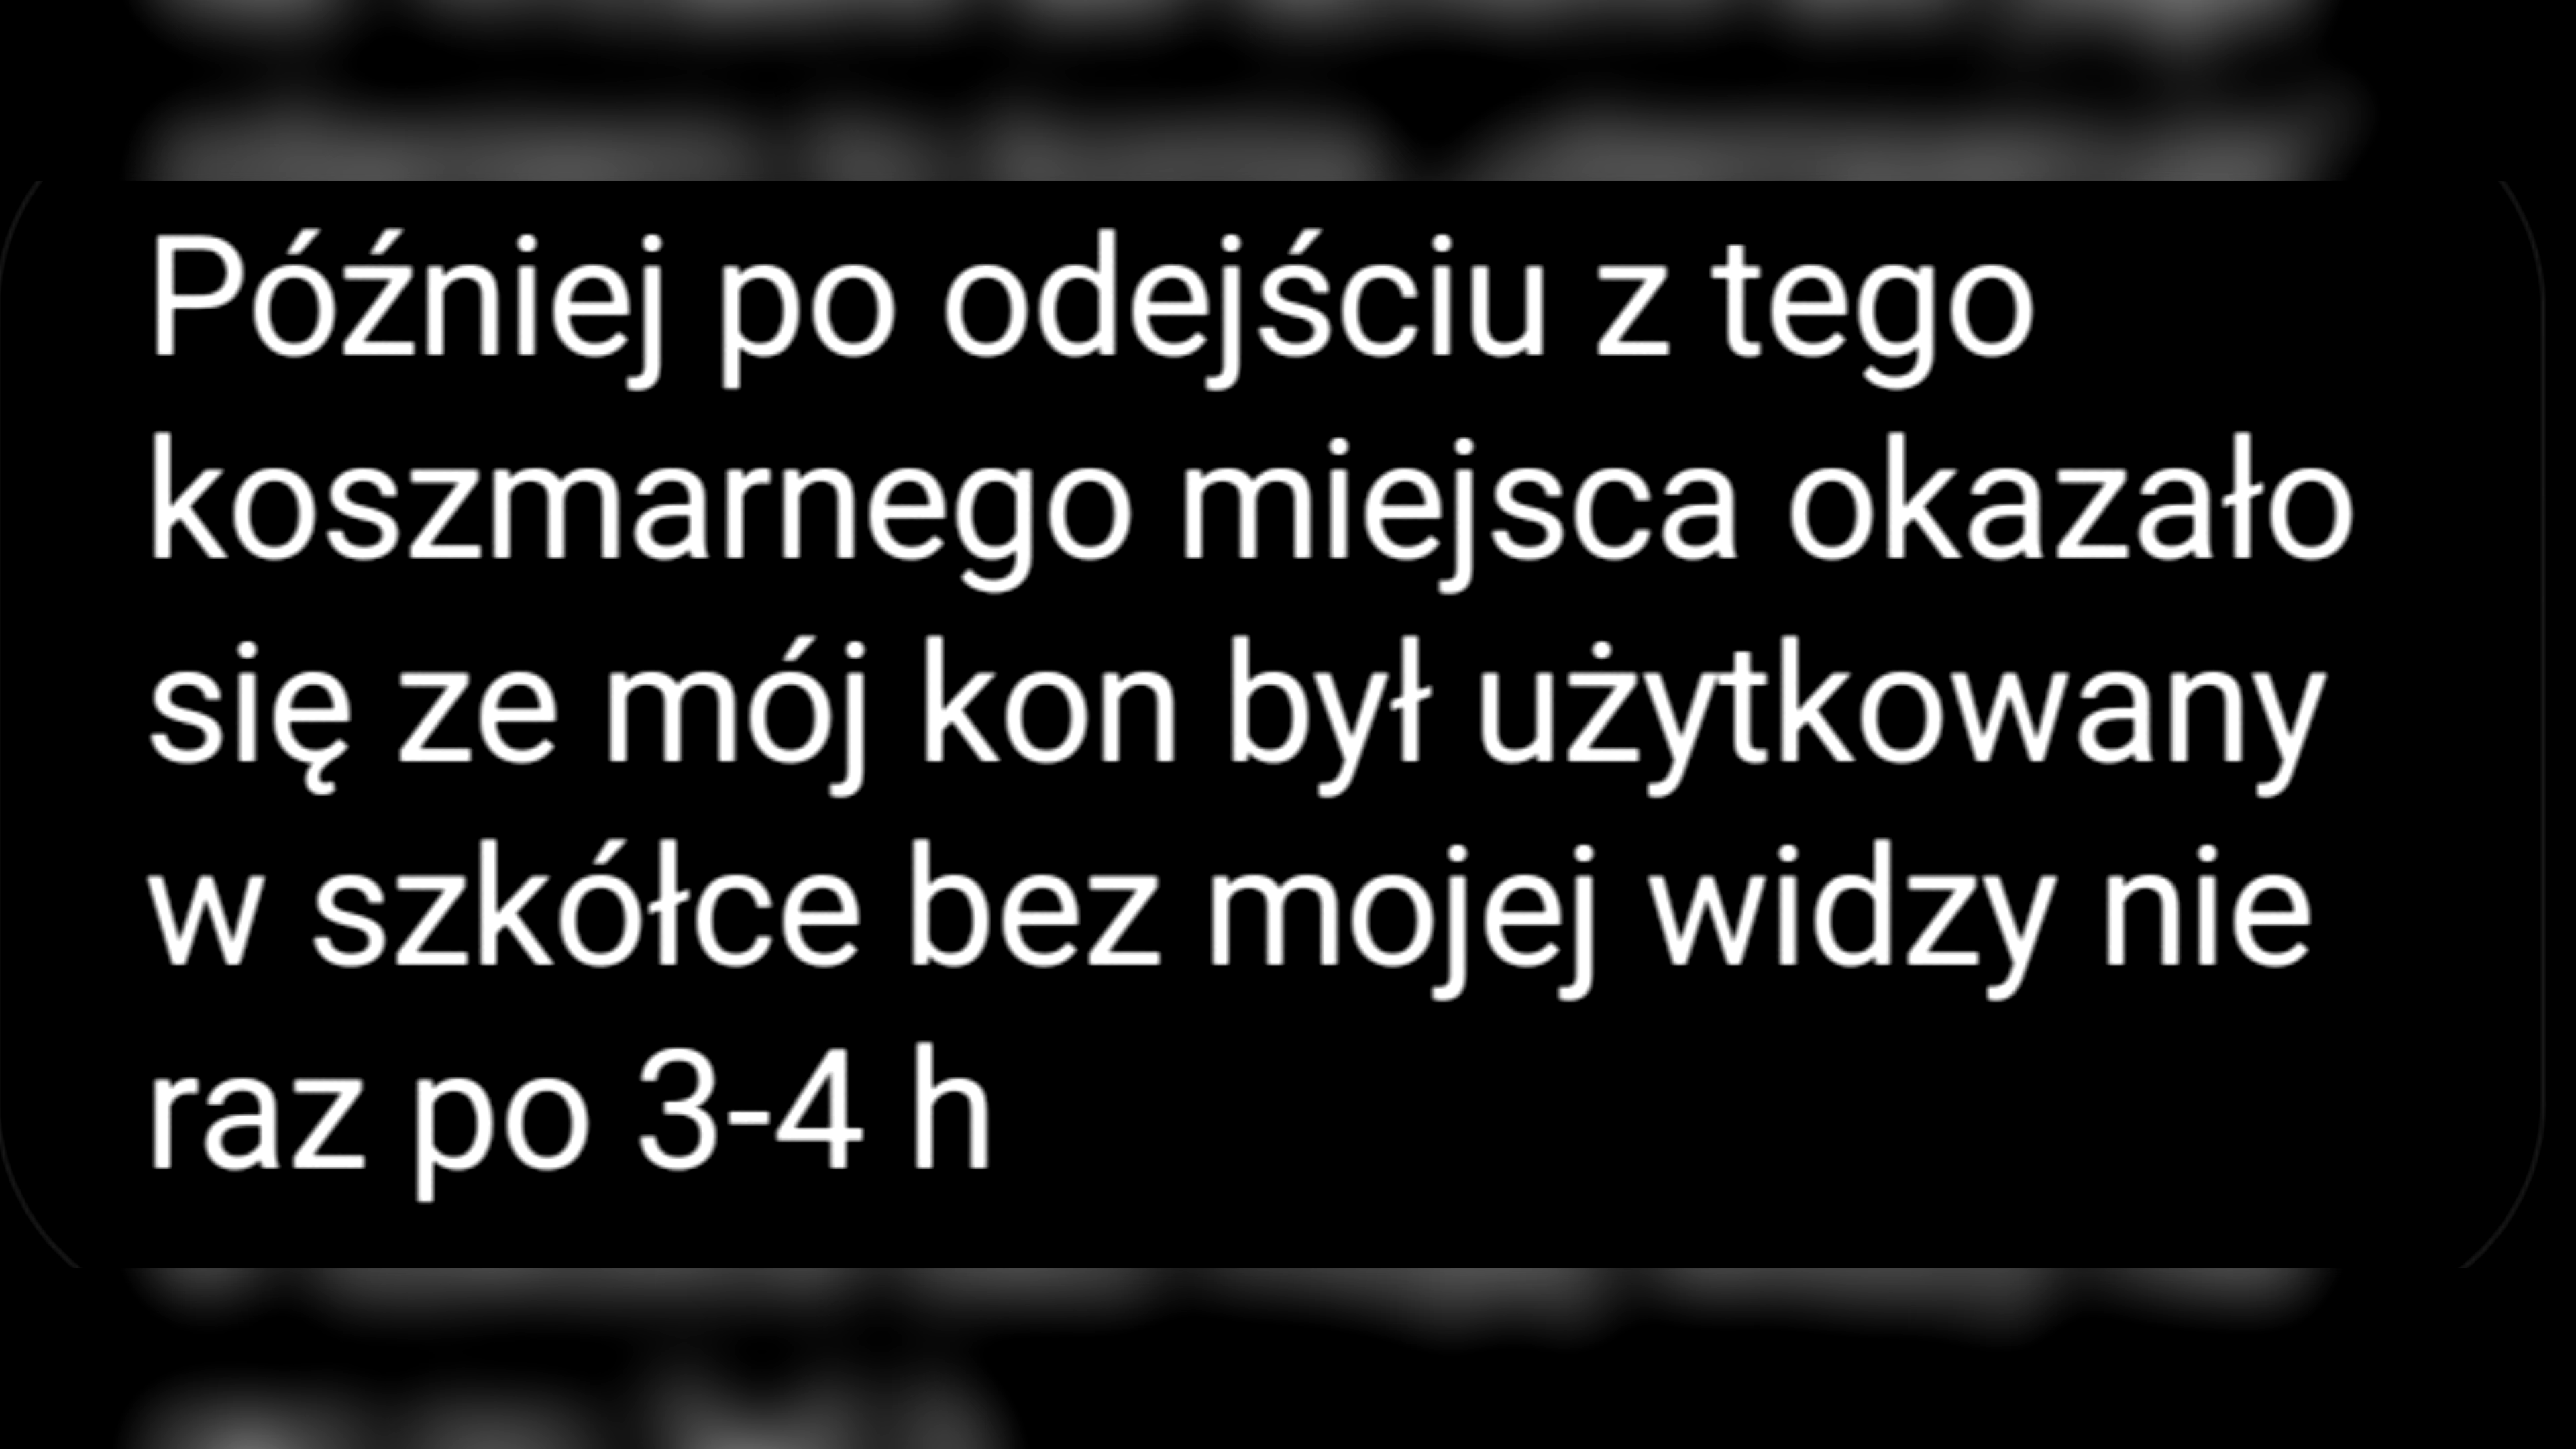 Później po odejściu z tego
koszmarnego miejsca okazało
się ze mój kon był użytkowany
w szkółce bez mojej widzy nie
raz po 3-4 h